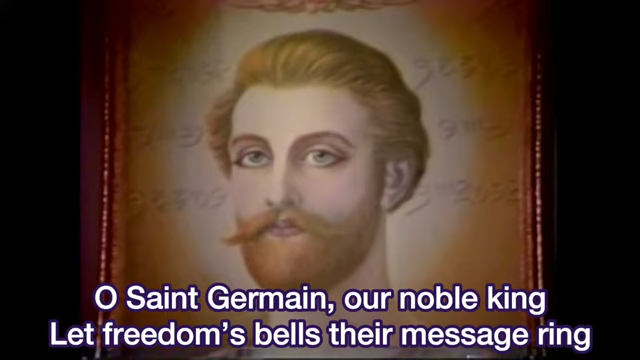 O Saint Germain, our noble king
Let freedom's bells their message ring